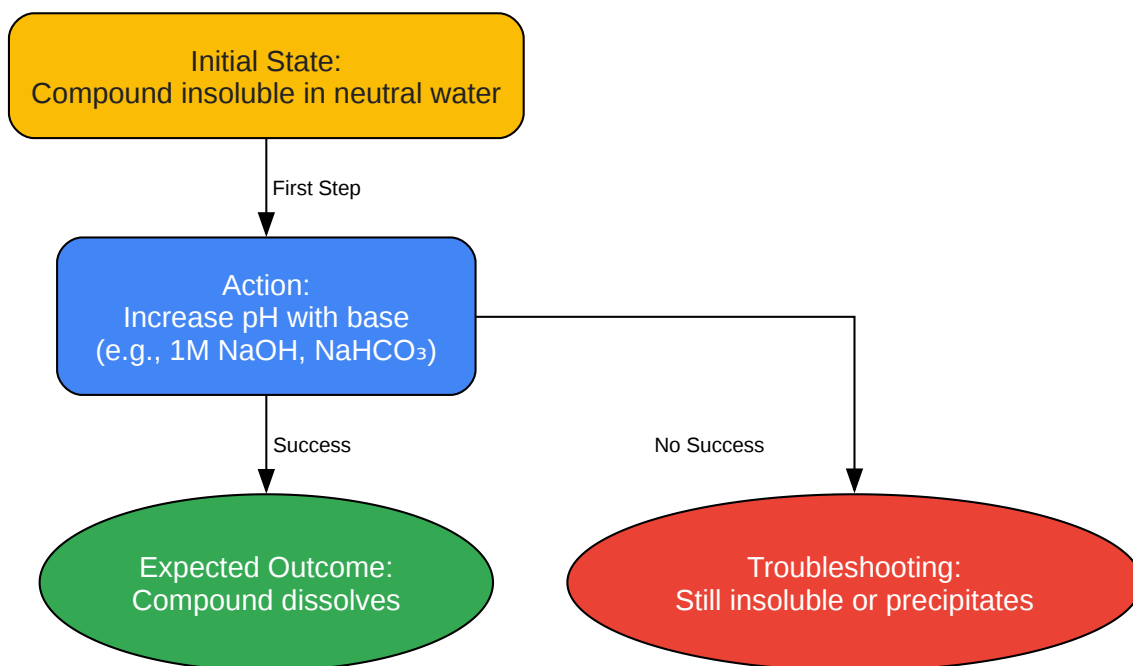 Initial State:
Compound insoluble in neutral water
First Step
Action:
Increase pH with base
(e.g., 1M NaOH, NaHCO₃)
Success
No Success
Expected Outcome:
Compound dissolves
Troubleshooting:
Still insoluble or precipitates